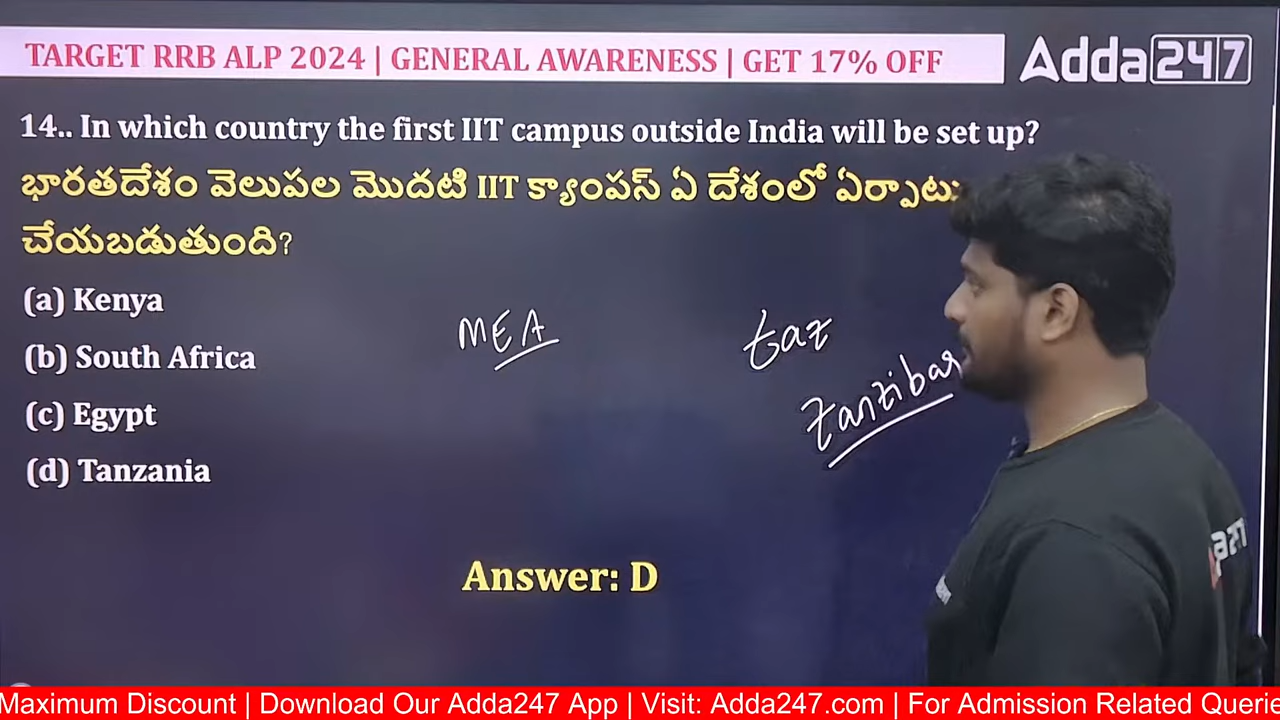 TARGET RRB ALP 2024 | GENERAL AWARENESS | GET 17% OFF
Adda247
14.. In which country the first IIT campus outside India will be set up?
భారతదేశం వెలుపల మొదటి IIT క్యాంపస్ ఏ దేశంలో ఏర్పాటు
చేయబడుతుంది?
(a) Kenya
(b) South Africa
(c) Egypt
(d) Tanzania
MEA
taz
Zanzibar
Answer: D
Maximum Discount | Download Our Adda247 App | Visit: Adda247.com | For Admission Related Querie